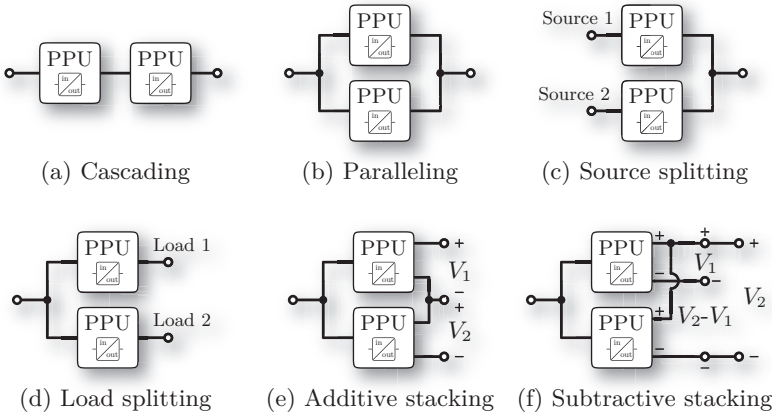 PPU
in
out
PPU
in
out
(a) Cascading
PPU
in
out
PPU
in
out
(b) Paralleling
Source 1
PPU
in
out
Source 2
PPU
in
out
(c) Source splitting
PPU
in
out
Load 1
PPU
in
out
Load 2
(d) Load splitting
PPU
in
out
+
V1
−
PPU
in
out
+
V2
−
(e) Additive stacking
PPU
in
out
+
+
+
V1
−
−
V2
PPU
in
out
+
V2-V1
−
−
−
(f) Subtractive stacking